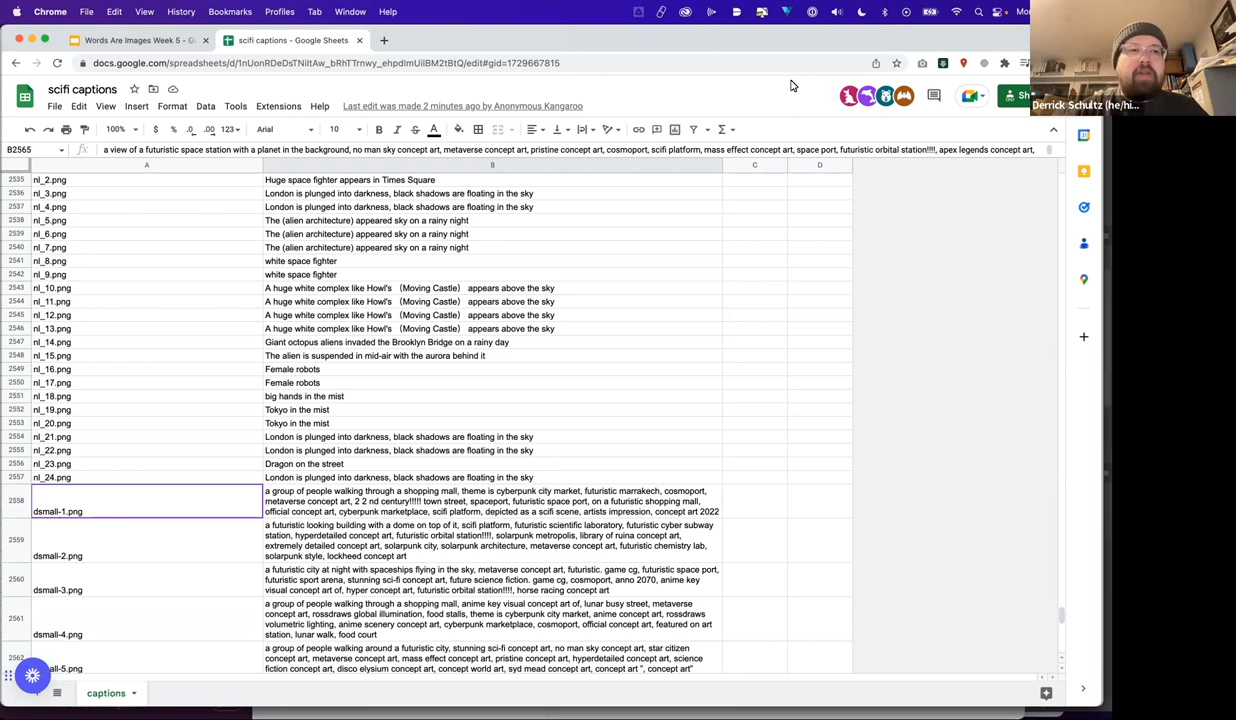 Chrome File Edit View History Bookmarks Profiles Tab Window Help
Words Are Images Week 5 - G
scifi captions - Google Sheets
docs.google.com/spreadsheets/d/1nUonRDeDsTNiltAw_bRhTTrnwy_ehpdImUilBM2tBtQ/edit#gid=1729667815
scifi captions
File Edit View Insert Format Data Tools Extensions Help Last edit was made 2 minutes ago by Anonymous Kangaroo
Sh
Derrick Schultz (he/hi...
100% $ % .0 .00 123 Arial 10 B I S A
B2565 fx a view of a futuristic space station with a planet in the background, no man sky concept art, metaverse concept art, pristine concept art, cosmoport, scifi platform, mass effect concept art, space port, futuristic orbital station!!!!, apex legends concept art,
A B C D
2535 nl_2.png Huge space fighter appears in Times Square
2536 nl_3.png London is plunged into darkness, black shadows are floating in the sky
2537 nl_4.png London is plunged into darkness, black shadows are floating in the sky
2538 nl_5.png The (alien architecture) appeared sky on a rainy night
2539 nl_6.png The (alien architecture) appeared sky on a rainy night
2540 nl_7.png The (alien architecture) appeared sky on a rainy night
2541 nl_8.png white space fighter
2542 nl_9.png white space fighter
2543 nl_10.png A huge white complex like Howl's （Moving Castle） appears above the sky
2544 nl_11.png A huge white complex like Howl's （Moving Castle） appears above the sky
2545 nl_12.png A huge white complex like Howl's （Moving Castle） appears above the sky
2546 nl_13.png A huge white complex like Howl's （Moving Castle） appears above the sky
2547 nl_14.png Giant octopus aliens invaded the Brooklyn Bridge on a rainy day
2548 nl_15.png The alien is suspended in mid-air with the aurora behind it
2549 nl_16.png Female robots
2550 nl_17.png Female robots
2551 nl_18.png big hands in the mist
2552 nl_19.png Tokyo in the mist
2553 nl_20.png Tokyo in the mist
2554 nl_21.png London is plunged into darkness, black shadows are floating in the sky
2555 nl_22.png London is plunged into darkness, black shadows are floating in the sky
2556 nl_23.png Dragon on the street
2557 nl_24.png London is plunged into darkness, black shadows are floating in the sky
a group of people walking through a shopping mall, theme is cyberpunk city market, futuristic marrakech, cosmoport,
2558 metaverse concept art, 2 2 nd century!!!!! town street, spaceport, futuristic space port, on a futuristic shopping mall,
dsmall-1.png official concept art, cyberpunk marketplace, scifi platform, depicted as a scifi scene, artists impression, concept art 2022
a futuristic looking building with a dome on top of it, scifi platform, futuristic scientific laboratory, futuristic cyber subway
2559 station, hyperdetailed concept art, futuristic orbital station!!!!, solarpunk metropolis, library of ruina concept art,
extremely detailed concept art, solarpunk city, solarpunk architecture, metaverse concept art, futuristic chemistry lab,
dsmall-2.png solarpunk style, lockheed concept art
a futuristic city at night with spaceships flying in the sky, metaverse concept art, futuristic. game cg, futuristic space port,
2560 futuristic sport arena, stunning sci-fi concept art, future science fiction. game cg, cosmoport, anno 2070, anime key
dsmall-3.png visual concept art of, hyper concept art, futuristic orbital station!!!!, horse racing concept art
a group of people walking through a shopping mall, anime key visual concept art of, lunar busy street, metaverse
2561 concept art, rossdraws global illumination, food stalls, theme is cyberpunk city market, anime concept art, rossdraws
volumetric lighting, anime scenery concept art, cyberpunk marketplace, cosmoport, official concept art, featured on art
dsmall-4.png station, lunar walk, food court
a group of people walking around a futuristic city, stunning sci-fi concept art, no man sky concept art, star citizen
2562 concept art, metaverse concept art, mass effect concept art, pristine concept art, hyperdetailed concept art, science
all-5.png fiction concept art, disco elysium concept art, concept world art, syd mead concept art, concept art ", concept art"
captions